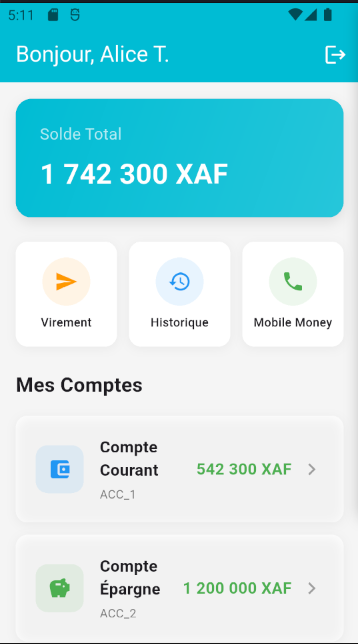 5:11
Bonjour, Alice T.
Solde Total
1 742 300 XAF
Virement
Historique
Mobile Money
Mes Comptes
Compte
Courant
542 300 XAF
ACC_1
Compte
Épargne
1 200 000 XAF
ACC_2